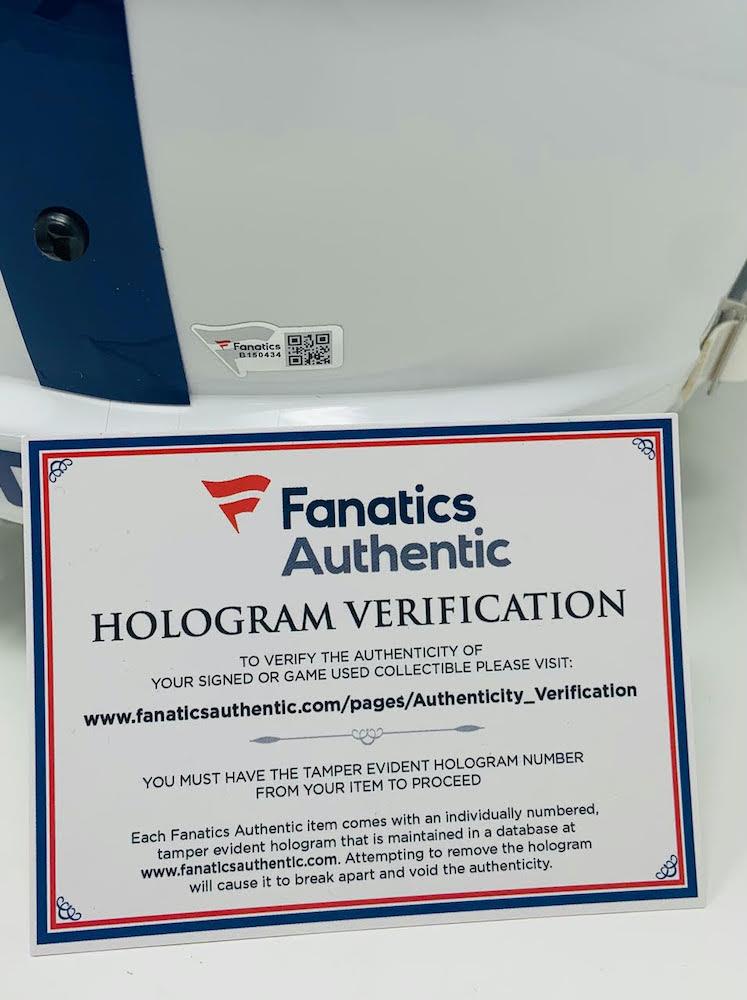 Fanatics
B150434
Fanatics
Authentic
HOLOGRAM VERIFICATION
TO VERIFY THE AUTHENTICITY OF
YOUR SIGNED OR GAME USED COLLECTIBLE PLEASE VISIT:
www.fanaticsauthentic.com/pages/Authenticity_Verification
YOU MUST HAVE THE TAMPER EVIDENT HOLOGRAM NUMBER
FROM YOUR ITEM TO PROCEED
Each Fanatics Authentic item comes with an individually numbered,
tamper evident hologram that is maintained in a database at
www.fanaticsauthentic.com. Attempting to remove the hologram
will cause it to break apart and void the authenticity.